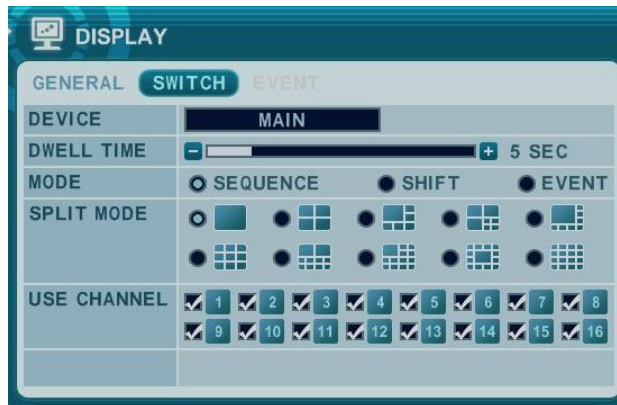 DISPLAY
GENERAL SWITCH EVENT
DEVICE MAIN
DWELL TIME - + 5 SEC
MODE SEQUENCE SHIFT EVENT
SPLIT MODE
USE CHANNEL 1 2 3 4 5 6 7 8
9 10 11 12 13 14 15 16